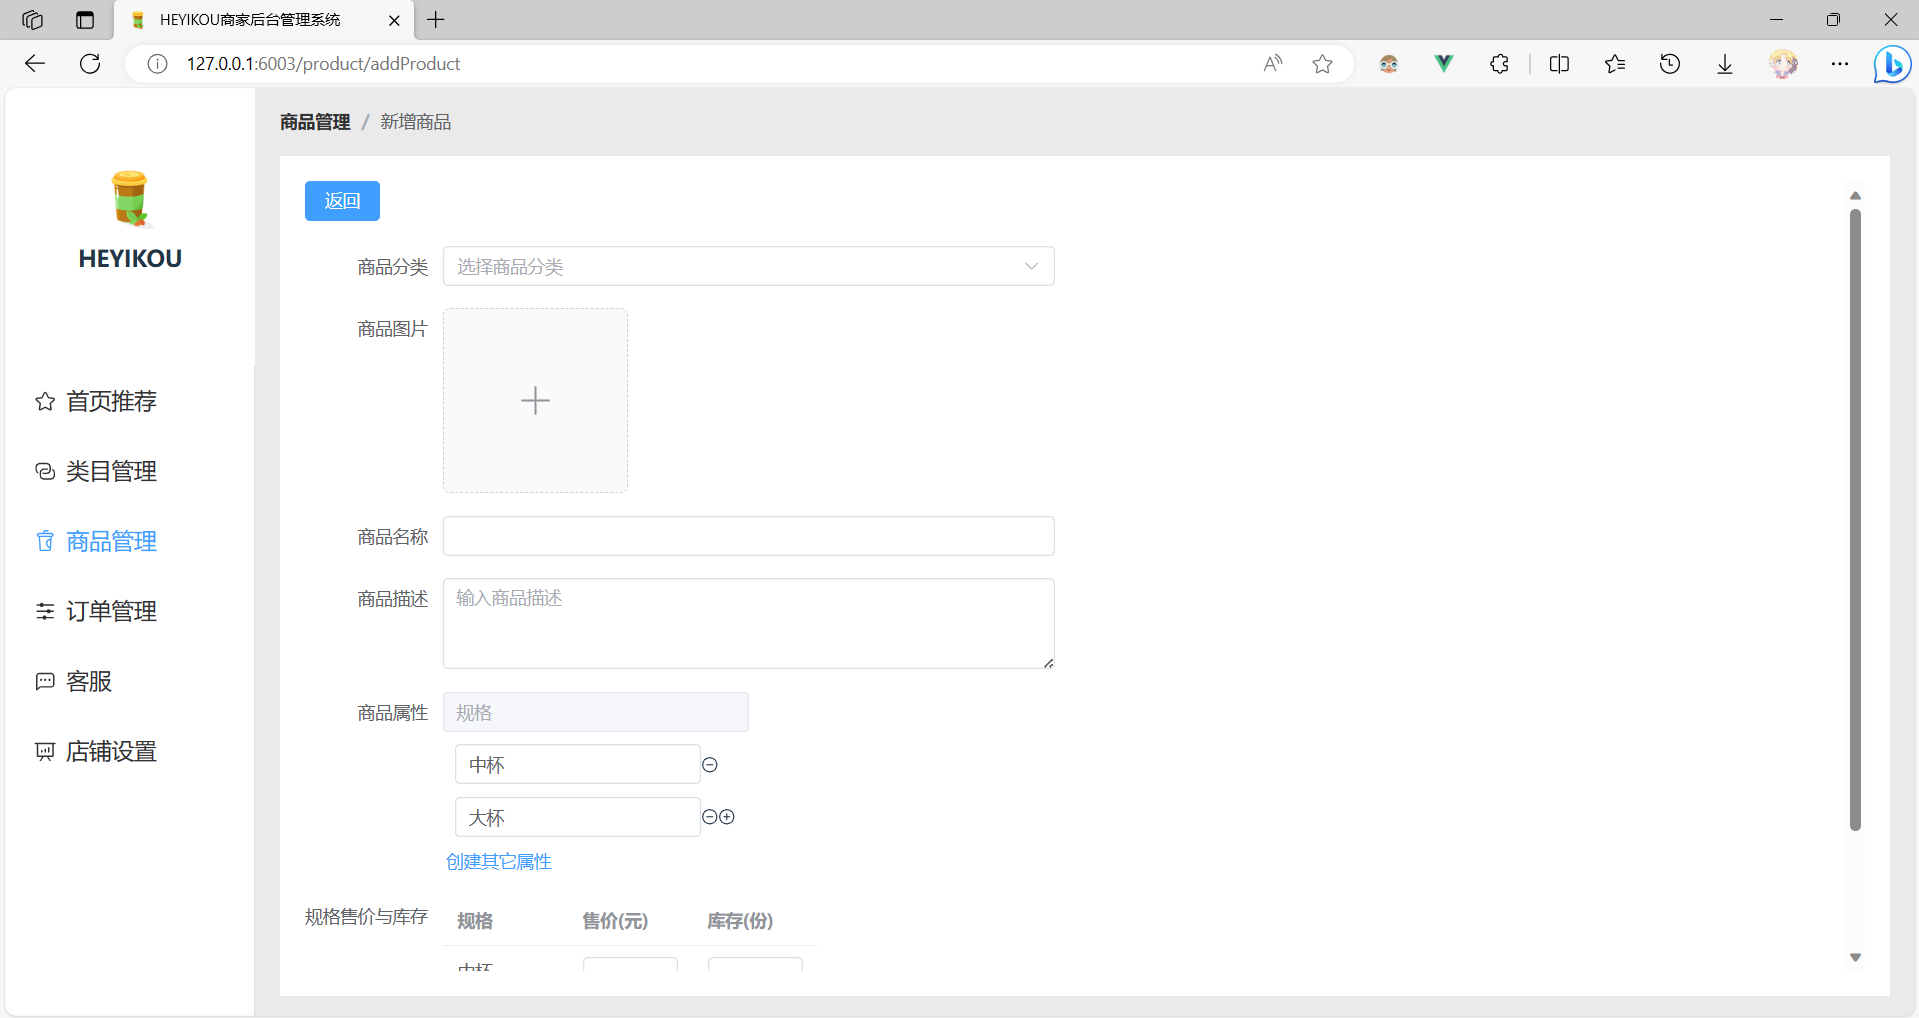 HEYIKOU商家后台管理系统
127.0.0.1:6003/product/addProduct
HEYIKOU
首页推荐
类目管理
商品管理
订单管理
客服
店铺设置
商品管理 / 新增商品
返回
商品分类 选择商品分类
商品图片
商品名称
商品描述 输入商品描述
商品属性 规格
中杯
大杯
创建其它属性
规格售价与库存 规格 售价(元) 库存(份)
中杯